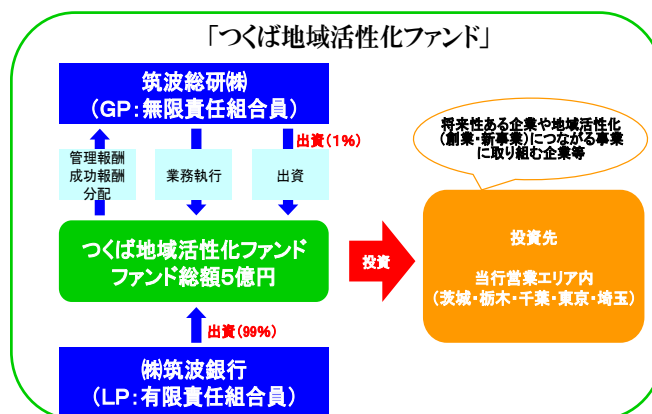 「つくば地域活性化ファンド」
筑波総研㈱
（GP：無限責任組合員）
出資（1％）
管理報酬
成功報酬
分配
業務執行
出資
将来性ある企業や地域活性化
（創業・新事業）につながる事業
に取り組む企業等
つくば地域活性化ファンド
ファンド総額5億円
投資
投資先
当行営業エリア内
（茨城・栃木・千葉・東京・埼玉）
出資（99％）
㈱筑波銀行
（LP：有限責任組合員）